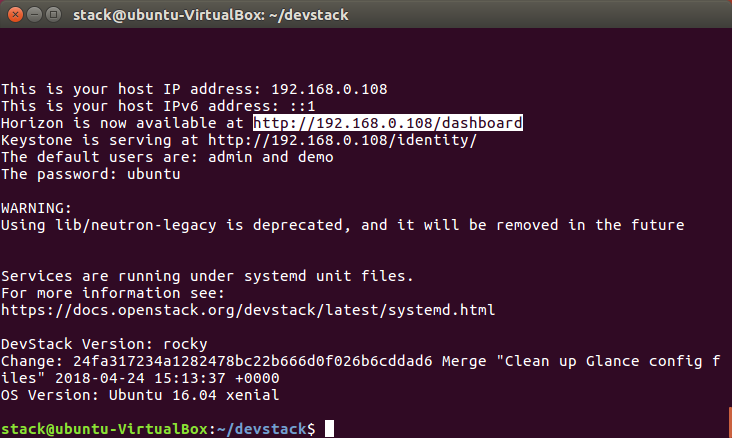 stack@ubuntu-VirtualBox: ~/devstack
This is your host IP address: 192.168.0.108
This is your host IPv6 address: ::1
Horizon is now available at http://192.168.0.108/dashboard
Keystone is serving at http://192.168.0.108/identity/
The default users are: admin and demo
The password: ubuntu
WARNING:
Using lib/neutron-legacy is deprecated, and it will be removed in the future
Services are running under systemd unit files.
For more information see:
https://docs.openstack.org/devstack/latest/systemd.html
DevStack Version: rocky
Change: 24fa317234a1282478bc22b666d0f026b6cddad6 Merge "Clean up Glance config f
iles" 2018-04-24 15:13:37 +0000
OS Version: Ubuntu 16.04 xenial
stack@ubuntu-VirtualBox:~/devstack$